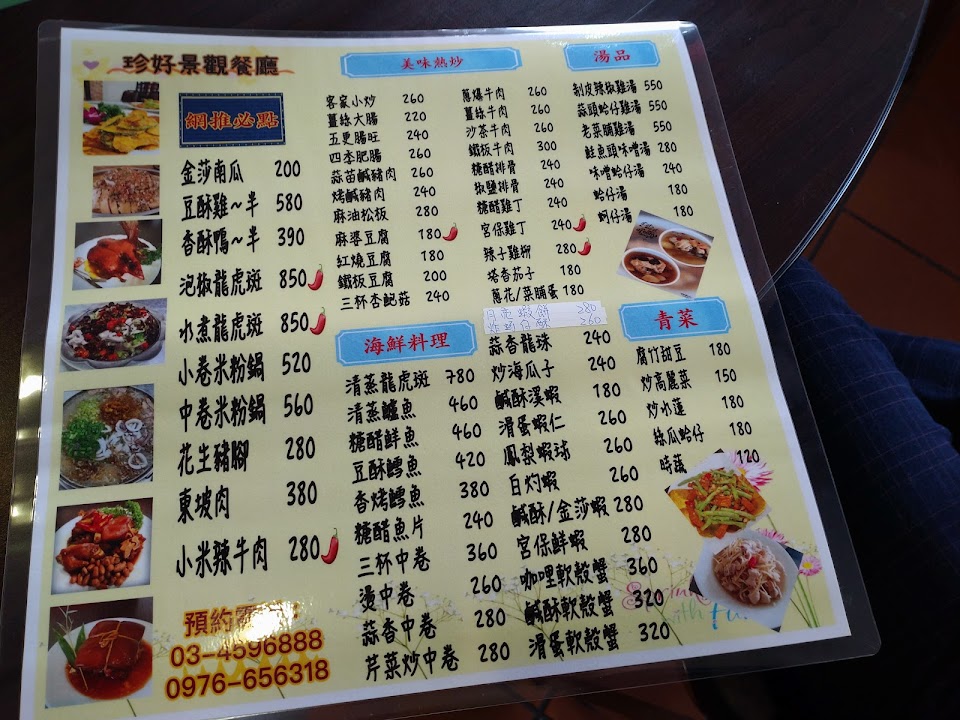 珍好景觀餐廳
網推必點
金莎南瓜 200
豆酥雞~半 580
香酥鴨~半 390
泡椒龍虎斑 850
水煮龍虎斑 850
小卷米粉鍋 520
中卷米粉鍋 560
花生豬腳 280
東坡肉 380
小米辣牛肉 280
預約電
03-4596888
0976-656318
美味熱炒
客家小炒 260
薑絲大腸 220
五更腸旺 240
四季肥腸 260
蒜苗鹹豬肉 260
烤鹹豬肉 240
麻油松板 280
麻婆豆腐 180
紅燒豆腐 180
鐵板豆腐 200
三杯杏鮑菇 240
蔥爆牛肉 260
薑絲牛肉 260
沙茶牛肉 260
鐵板牛肉 300
糖醋排骨 240
椒鹽排骨 240
糖醋雞丁 240
宮保雞丁 240
辣子雞柳 280
塔香茄子 180
蔥花/菜脯蛋 180
月亮蝦餅 280
260
海鮮料理
清蒸龍虎斑 780
清蒸鱸魚 460
糖醋鮮魚 460
豆酥鱈魚 420
香烤鱈魚 380
糖醋魚片 240
三杯中卷 360
燙中卷 260
蒜香中卷 280
芹菜炒中卷 280
蒜香龍珠 240
炒海瓜子 240
鹹酥溪蝦 180
滑蛋蝦仁 260
鳳梨蝦球 260
白灼蝦 260
鹹酥/金莎蝦 280
宮保鮮蝦 280
咖哩軟殼蟹 360
鹹酥軟殼蟹 320
滑蛋軟殼蟹 320
湯品
剝皮辣椒雞湯 550
蒜頭蛤仔雞湯 550
老菜脯雞湯 550
鮭魚頭味噌湯 280
味噌蛤仔湯 240
蛤仔湯 180
蚵仔湯 180
青菜
腐竹甜豆 180
炒高麗菜 150
炒水蓮 180
絲瓜蛤仔 180
時蔬 120